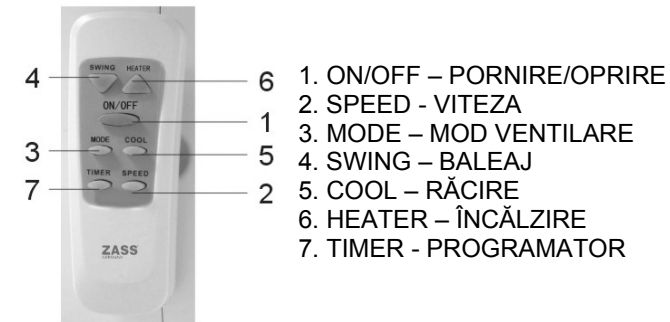 SWING HEATER
4
6
ON/OFF
1
MODE COOL
3
5
TIMER SPEED
7
2
ZASS
1. ON/OFF – PORNIRE/OPRIRE
2. SPEED - VITEZA
3. MODE – MOD VENTILARE
4. SWING – BALEAJ
5. COOL – RĂCIRE
6. HEATER – ÎNCĂLZIRE
7. TIMER - PROGRAMATOR